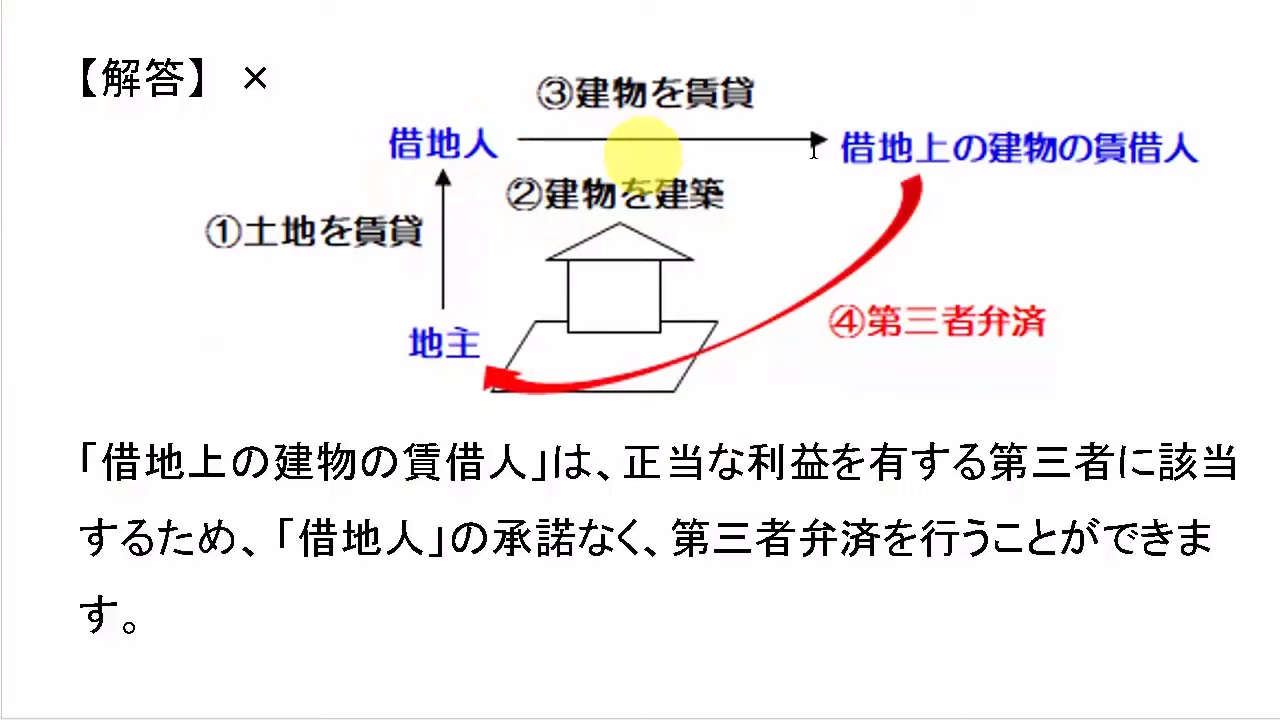 【解答】 ×
③建物を賃貸
借地人
借地上の建物の賃借人
②建物を建築
①土地を賃貸
④第三者弁済
地主
「借地上の建物の賃借人」は、正当な利益を有する第三者に該当
するため、「借地人」の承諾なく、第三者弁済を行うことができま
す。